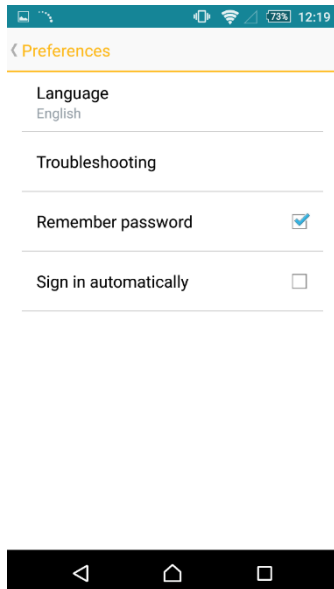 73% 12:19
Preferences
Language
English
Troubleshooting
Remember password
Sign in automatically